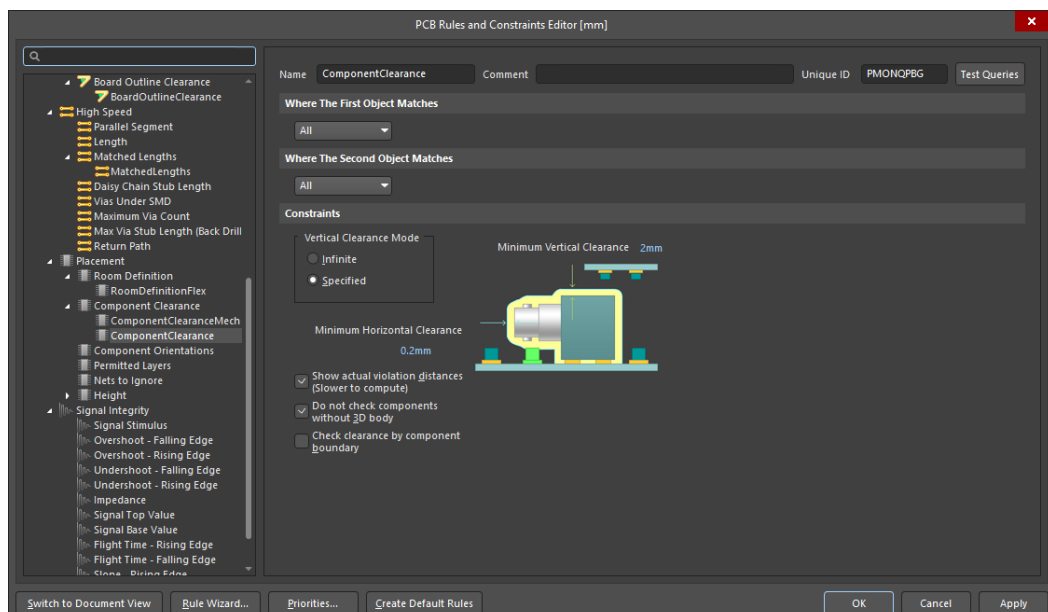 PCB Rules and Constraints Editor [mm]
Board Outline Clearance
BoardOutlineClearance
High Speed
Parallel Segment
Length
Matched Lengths
MatchedLengths
Daisy Chain Stub Length
Vias Under SMD
Maximum Via Count
Max Via Stub Length (Back Drill
Return Path
Placement
Room Definition
RoomDefinitionFlex
Component Clearance
ComponentClearanceMech
ComponentClearance
Component Orientations
Permitted Layers
Nets to Ignore
Height
Signal Integrity
Signal Stimulus
Overshoot - Falling Edge
Overshoot - Rising Edge
Undershoot - Falling Edge
Undershoot - Rising Edge
Impedance
Signal Top Value
Signal Base Value
Flight Time - Rising Edge
Flight Time - Falling Edge
Slope - Rising Edge
Name ComponentClearance Comment Unique ID PMONQPBG Test Queries
Where The First Object Matches
All
Where The Second Object Matches
All
Constraints
Vertical Clearance Mode
Infinite
Specified
Minimum Vertical Clearance 2mm
Minimum Horizontal Clearance
0.2mm
Show actual violation distances
(Slower to compute)
Do not check components
without 3D body
Check clearance by component
boundary
Switch to Document View Rule Wizard... Priorities... Create Default Rules OK Cancel Apply